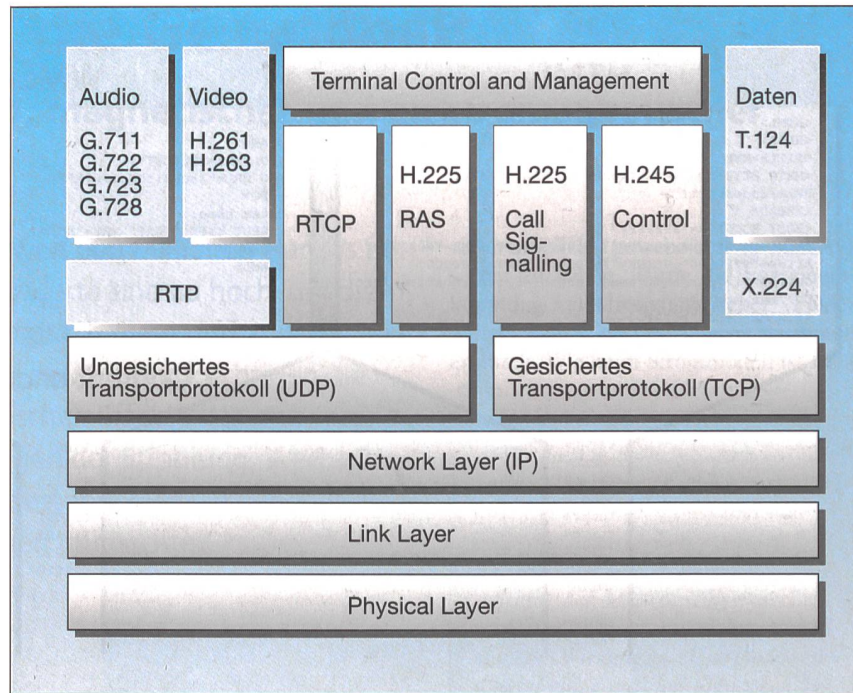 Audio
G.711
G.722
G.723
G.728
Video
H.261
H.263
Terminal Control and Management
Daten
T.124
RTCP
H.225
RAS
H.225
Call
Sig-
nalling
H.245
Control
RTP
X.224
Ungesichertes
Transportprotokoll (UDP)
Gesichertes
Transportprotokoll (TCP)
Network Layer (IP)
Link Layer
Physical Layer